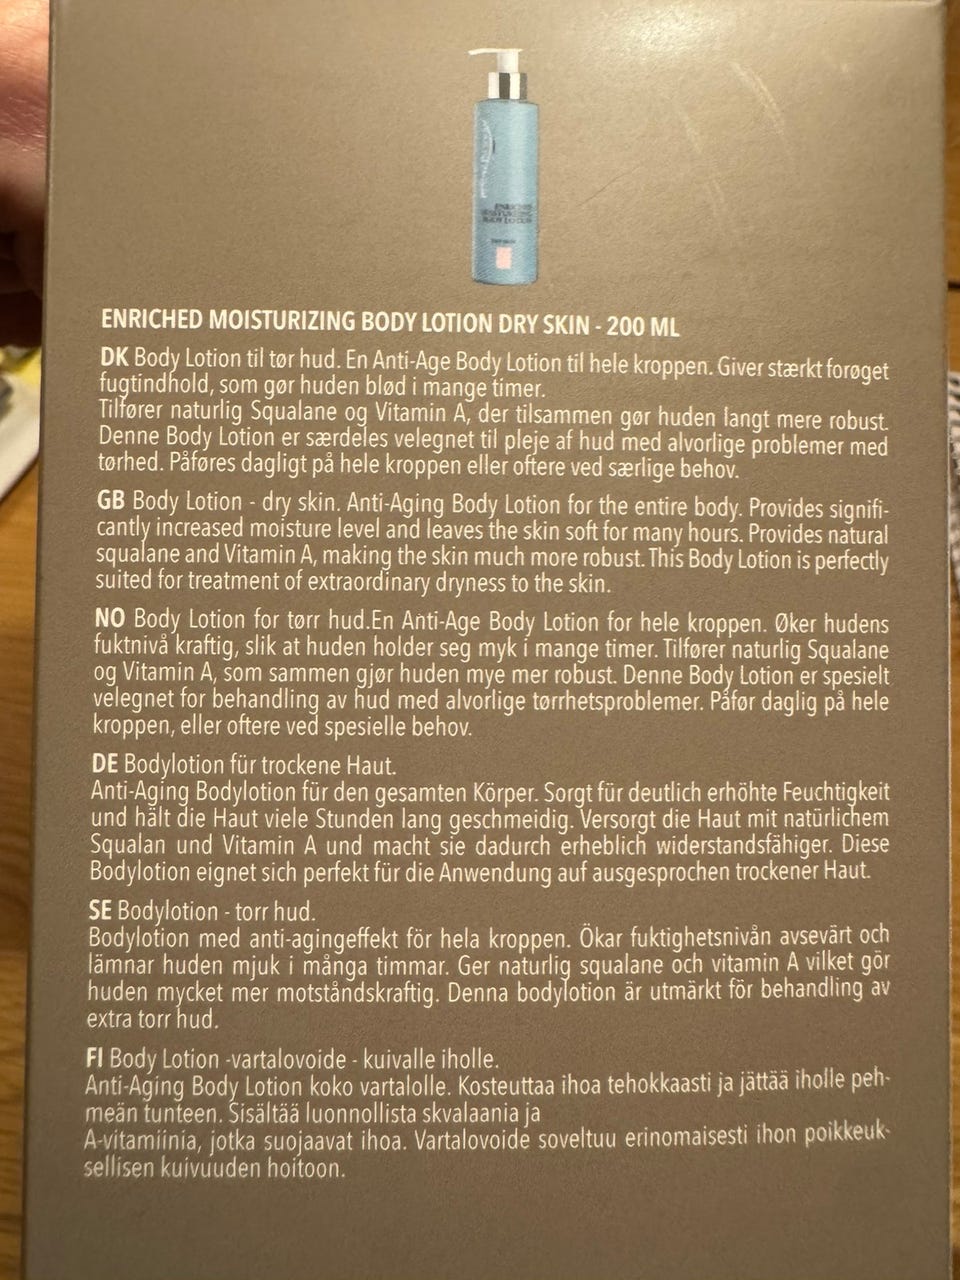 ENRICHED MOISTURIZING BODY LOTION DRY SKIN - 200 ML
DK Body Lotion til tør hud. En Anti-Age Body Lotion til hele kroppen. Giver stærkt forøget
fugtindhold, som gør huden blød i mange timer.
Tilfører naturlig Squalane og Vitamin A, der tilsammen gør huden langt mere robust.
Denne Body Lotion er særdeles velegnet til pleje af hud med alvorlige problemer med
tørhed. Påføres dagligt på hele kroppen eller oftere ved særlige behov.
GB Body Lotion - dry skin. Anti-Aging Body Lotion for the entire body. Provides signifi-
cantly increased moisture level and leaves the skin soft for many hours. Provides natural
squalane and Vitamin A, making the skin much more robust. This Body Lotion is perfectly
suited for treatment of extraordinary dryness to the skin.
NO Body Lotion for tørr hud.En Anti-Age Body Lotion for hele kroppen. Øker hudens
fuktnivå kraftig, slik at huden holder seg myk i mange timer. Tilfører naturlig Squalane
og Vitamin A, som sammen gjør huden mye mer robust. Denne Body Lotion er spesielt
velegnet for behandling av hud med alvorlige tørrhetsproblemer. Påfør daglig på hele
kroppen, eller oftere ved spesielle behov.
DE Bodylotion für trockene Haut.
Anti-Aging Bodylotion für den gesamten Körper. Sorgt für deutlich erhöhte Feuchtigkeit
und hält die Haut viele Stunden lang geschmeidig. Versorgt die Haut mit natürlichem
Squalan und Vitamin A und macht sie dadurch erheblich widerstandsfähiger. Diese
Bodylotion eignet sich perfekt für die Anwendung auf ausgesprochen trockener Haut.
SE Bodylotion - torr hud.
Bodylotion med anti-agingeffekt för hela kroppen. Ökar fuktighetsnivån avsevärt och
lämnar huden mjuk i många timmar. Ger naturlig squalane och vitamin A vilket gör
huden mycket mer motståndskraftig. Denna bodylotion är utmärkt för behandling av
extra torr hud.
FI Body Lotion -vartalovoide - kuivalle iholle.
Anti-Aging Body Lotion koko vartalolle. Kosteuttaa ihoa tehokkaasti ja jättää iholle peh-
meän tunteen. Sisältää luonnollista skvalaania ja
A-vitamiinia, jotka suojaavat ihoa. Vartalovoide soveltuu erinomaisesti ihon poikkeuk-
sellisen kuivuuden hoitoon.